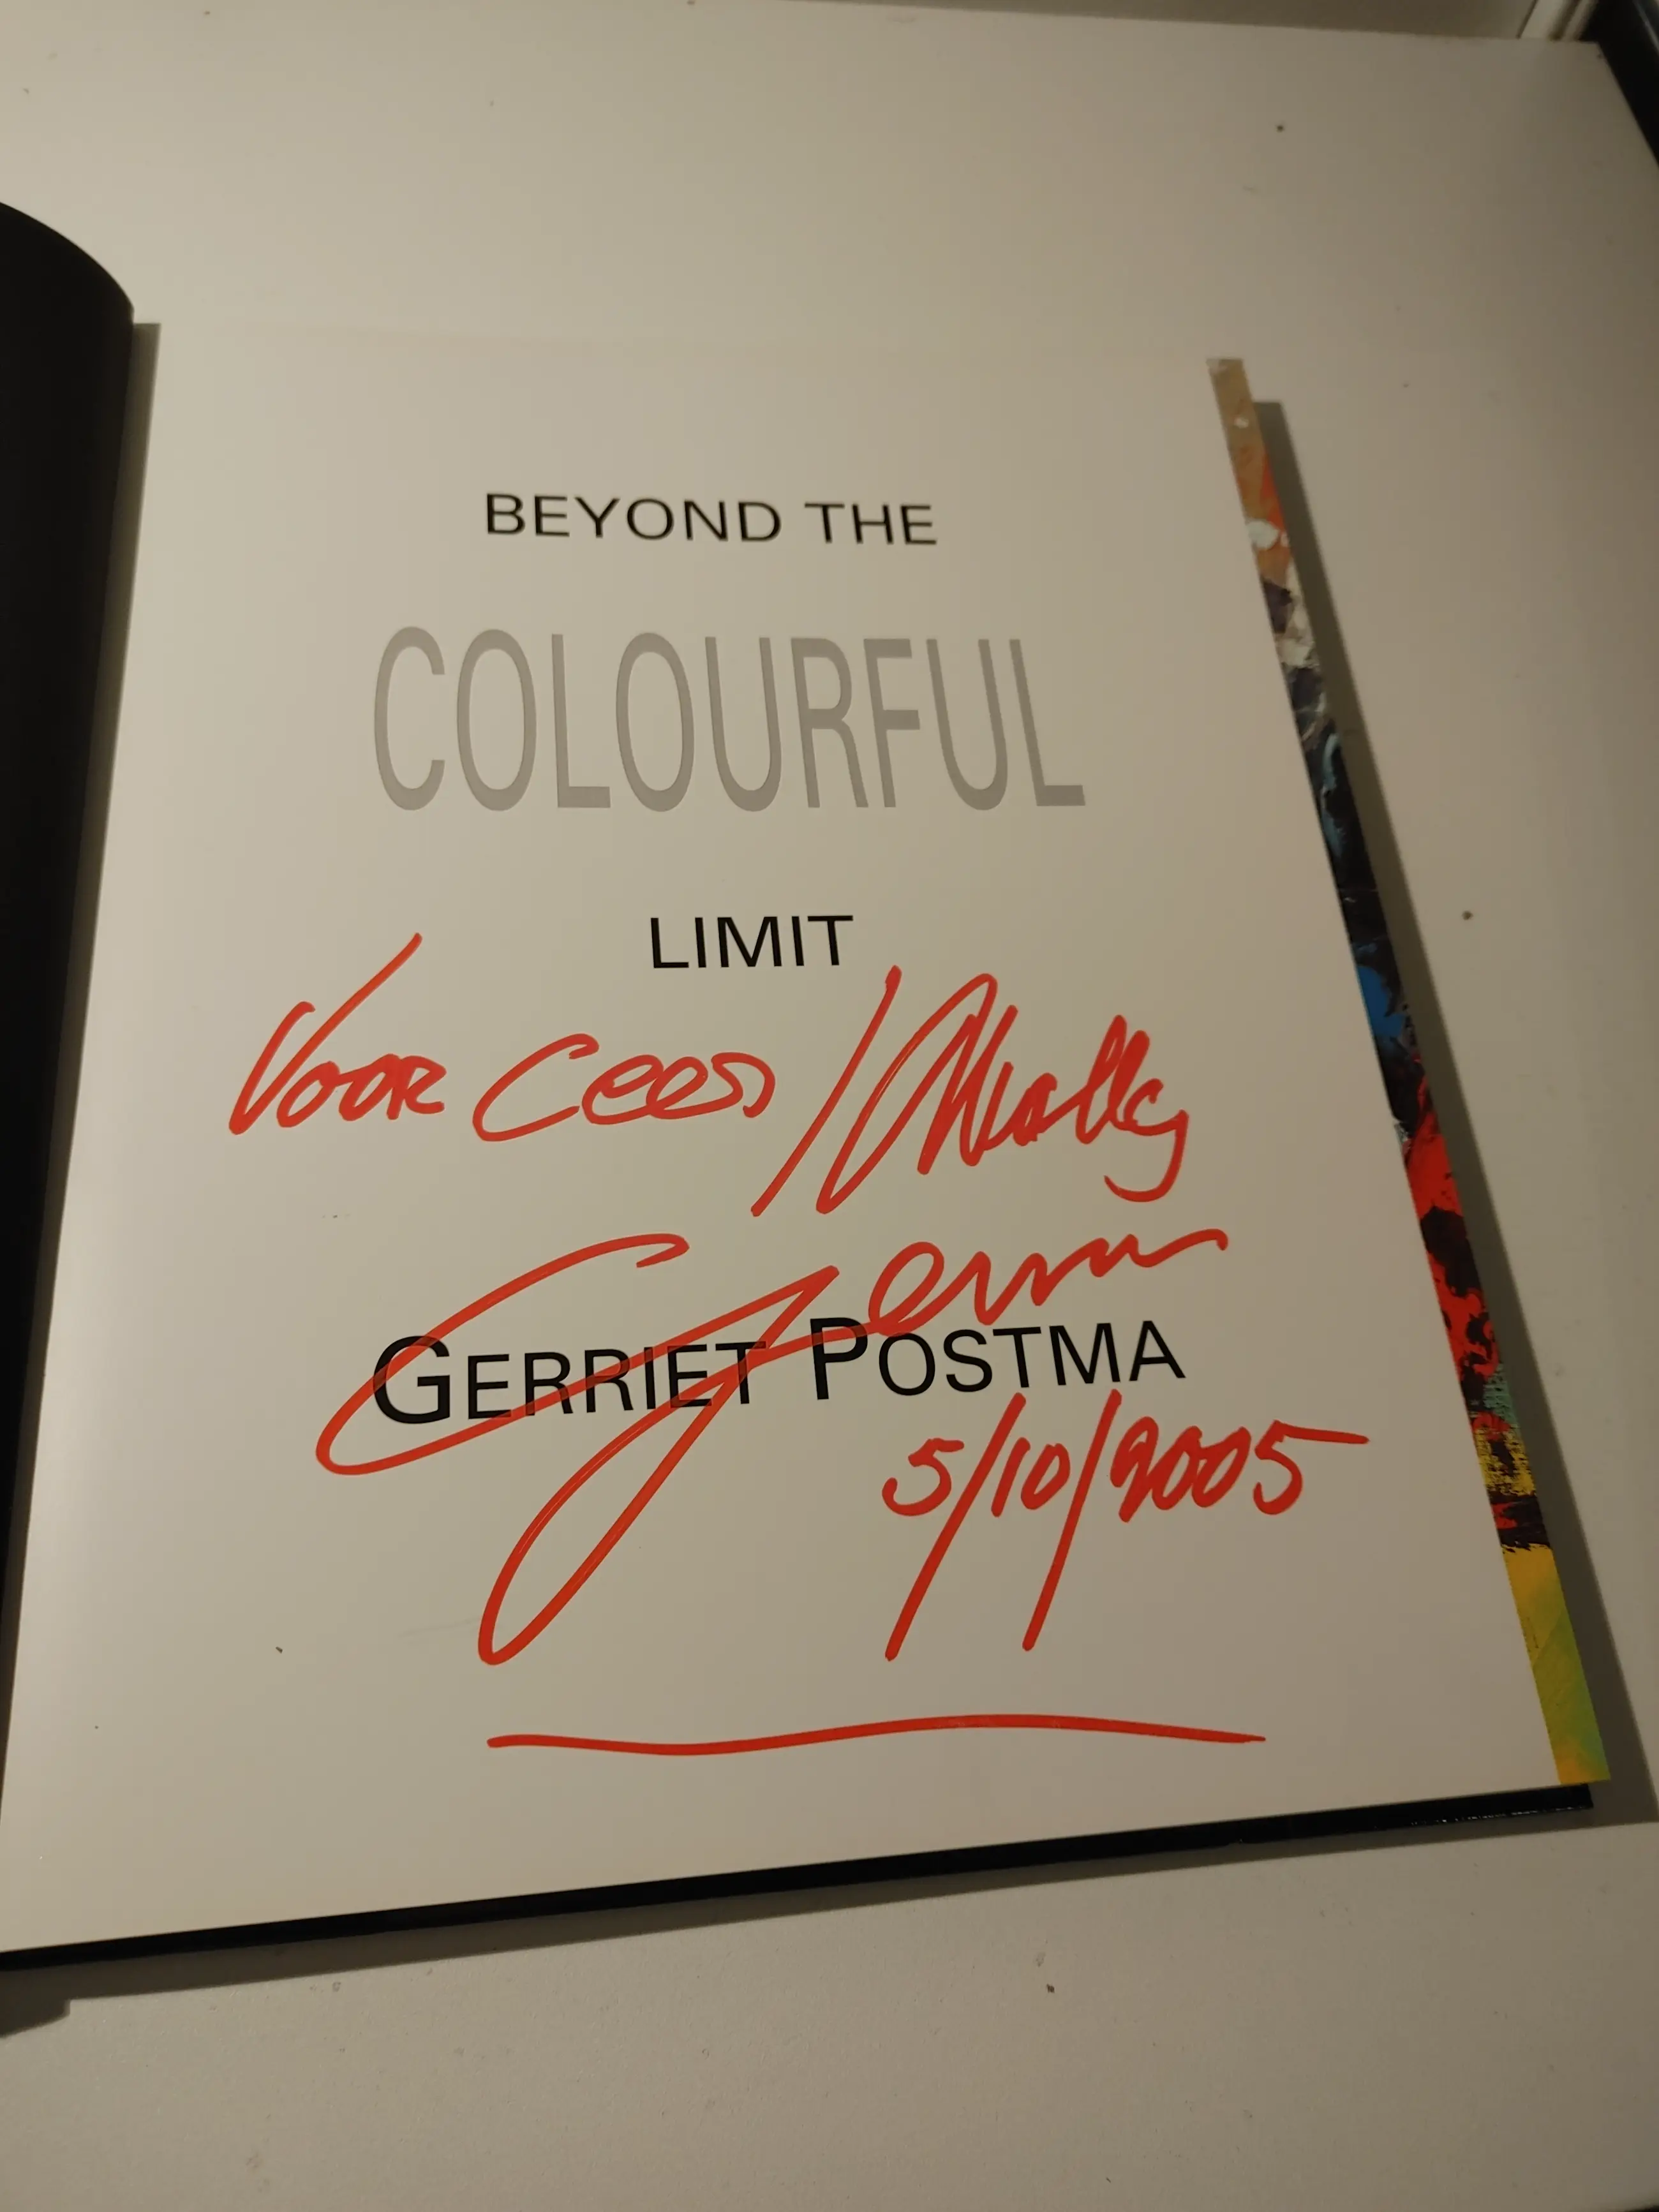 BEYOND THE
COLOURFUL
LIMIT
Voor Cees /
GERRIET POSTMA
5/10/2005